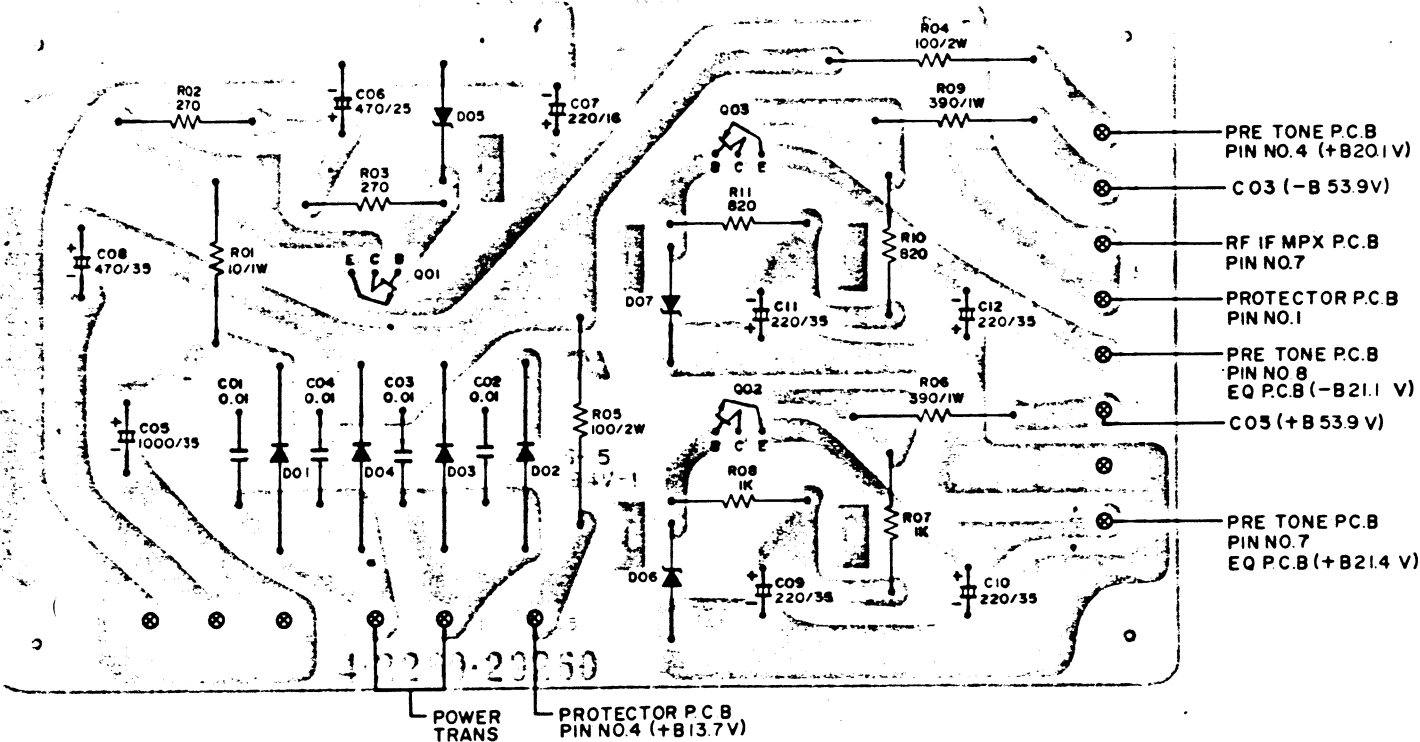 R04
100/2W
R02
270
C06
470/25
D05
C07
220/16
R09
390/1W
Q03
B C E
PRE TONE P.C.B
PIN NO.4 (+B20.1V)
R03
270
R11
820
C03 (-B 53.9V)
C08
470/35
R01
10/1W
E C B
Q01
R10
820
RF IF MPX P.C.B
PIN NO.7
D07
C11
220/35
C12
220/35
PROTECTOR P.C.B
PIN NO.1
PRE TONE P.C.B
PIN NO 8
EQ P.C.B (-B21.1 V)
C01
0.01
C04
0.01
C03
0.01
C02
0.01
Q02
B C E
R06
390/1W
C05 (+B 53.9 V)
C05
1000/35
R05
100/2W
D01
D04
D03
D02
5
R08
1K
R07
1K
PRE TONE P.C.B
PIN NO.7
EQ P.C.B (+B21.4 V)
D06
C09
220/35
C10
220/35
POWER
TRANS
PROTECTOR P.C B
PIN NO.4 (+B13.7V)